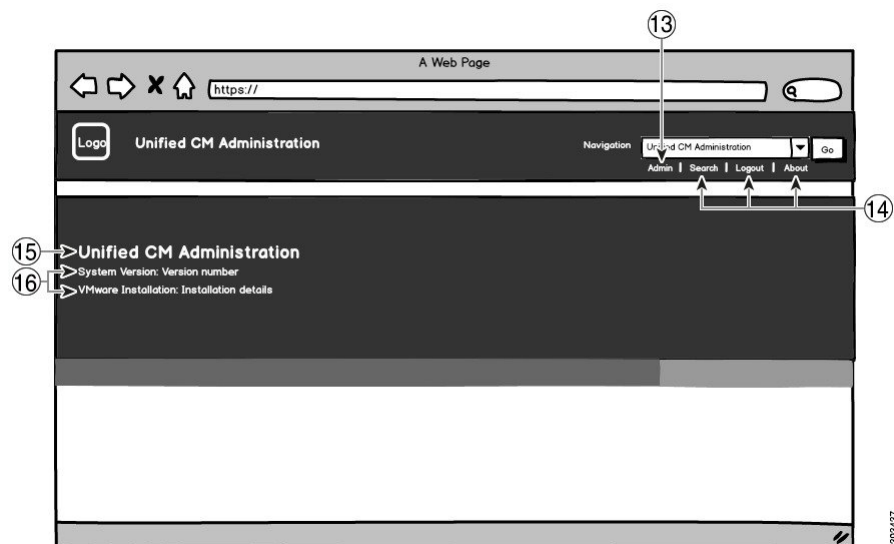 13
A Web Page
https://
Logo
Unified CM Administration
Navigation
Unified CM Administration
Go
Admin | Search | Logout | About
14
15
Unified CM Administration
16
System Version: Version number
VMware Installation: Installation details